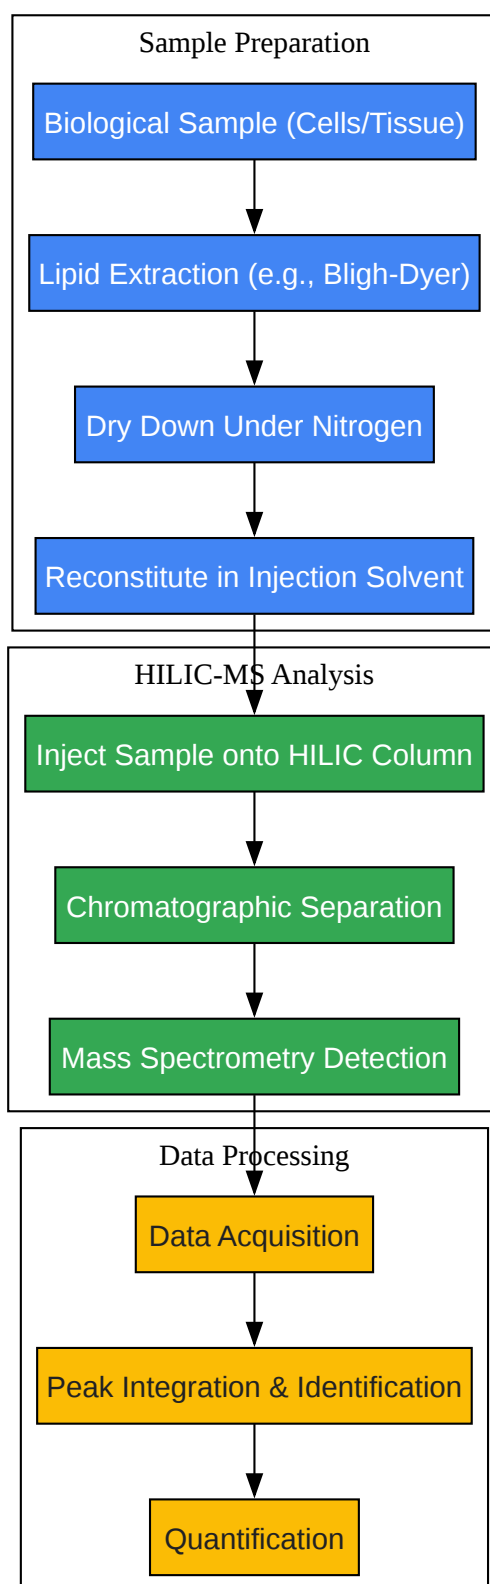 Sample Preparation
Biological Sample (Cells/Tissue)
Lipid Extraction (e.g., Bligh-Dyer)
Dry Down Under Nitrogen
Reconstitute in Injection Solvent
HILIC-MS Analysis
Inject Sample onto HILIC Column
Chromatographic Separation
Mass Spectrometry Detection
Data Processing
Data Acquisition
Peak Integration & Identification
Quantification